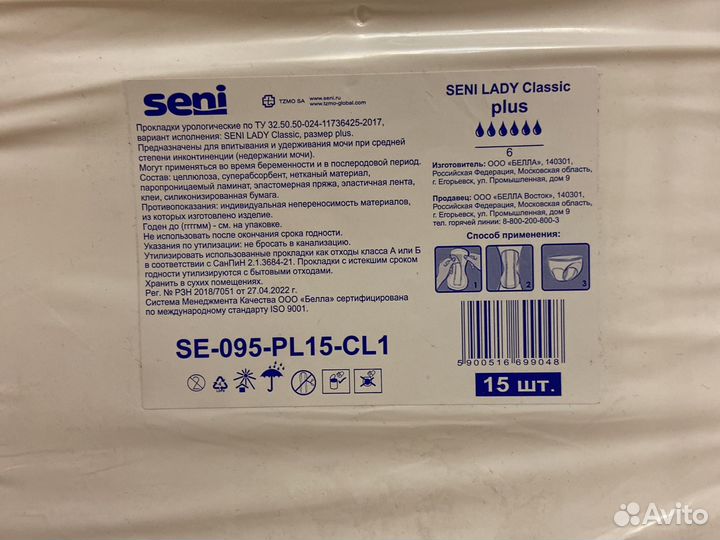 seni
TZMO SA
www.seni.ru
www.tzmo-global.com
Прокладки урологические по ТУ 32.50.50-024-11736425-2017,
вариант исполнения: SENI LADY Classic, размер plus.
Предназначены для впитывания и удерживания мочи при средней
степени инконтиненции (недержании мочи).
Могут применяться во время беременности и в послеродовой период.
Состав: целлюлоза, суперабсорбент, нетканый материал,
паропроницаемый ламинат, эластомерная пряжа, эластичная лента,
клеи, силиконизированная бумага.
Противопоказания: индивидуальная непереносимость материалов,
из которых изготовлено изделие.
Годен до (ггггмм) - см. на упаковке.
Не использовать после окончания срока годности.
Указания по утилизации: не бросать в канализацию.
Утилизировать использованные прокладки как отходы класса А или Б
в соответствии с СанПиН 2.1.3684-21. Прокладки с истекшим сроком
годности утилизируются с бытовыми отходами.
Хранить в сухих помещениях.
Рег. № РЗН 2018/7051 от 27.04.2022 г.
Система Менеджмента Качества ООО «Белла» сертифицирована
по международному стандарту ISO 9001.
SE-095-PL15-CL1
SENI LADY Classic
plus
6
Изготовитель: ООО «БЕЛЛА», 140301,
Российская Федерация, Московская область,
г. Егорьевск, ул. Промышленная, дом 9
Продавец: ООО «БЕЛЛА Восток», 140301,
Российская Федерация, Московская область,
г. Егорьевск, ул. Промышленная, дом 9
тел. горячей линии: 8-800-200-800-3
Способ применения:
1
2
3
5900516699048
15 шт.
Avito